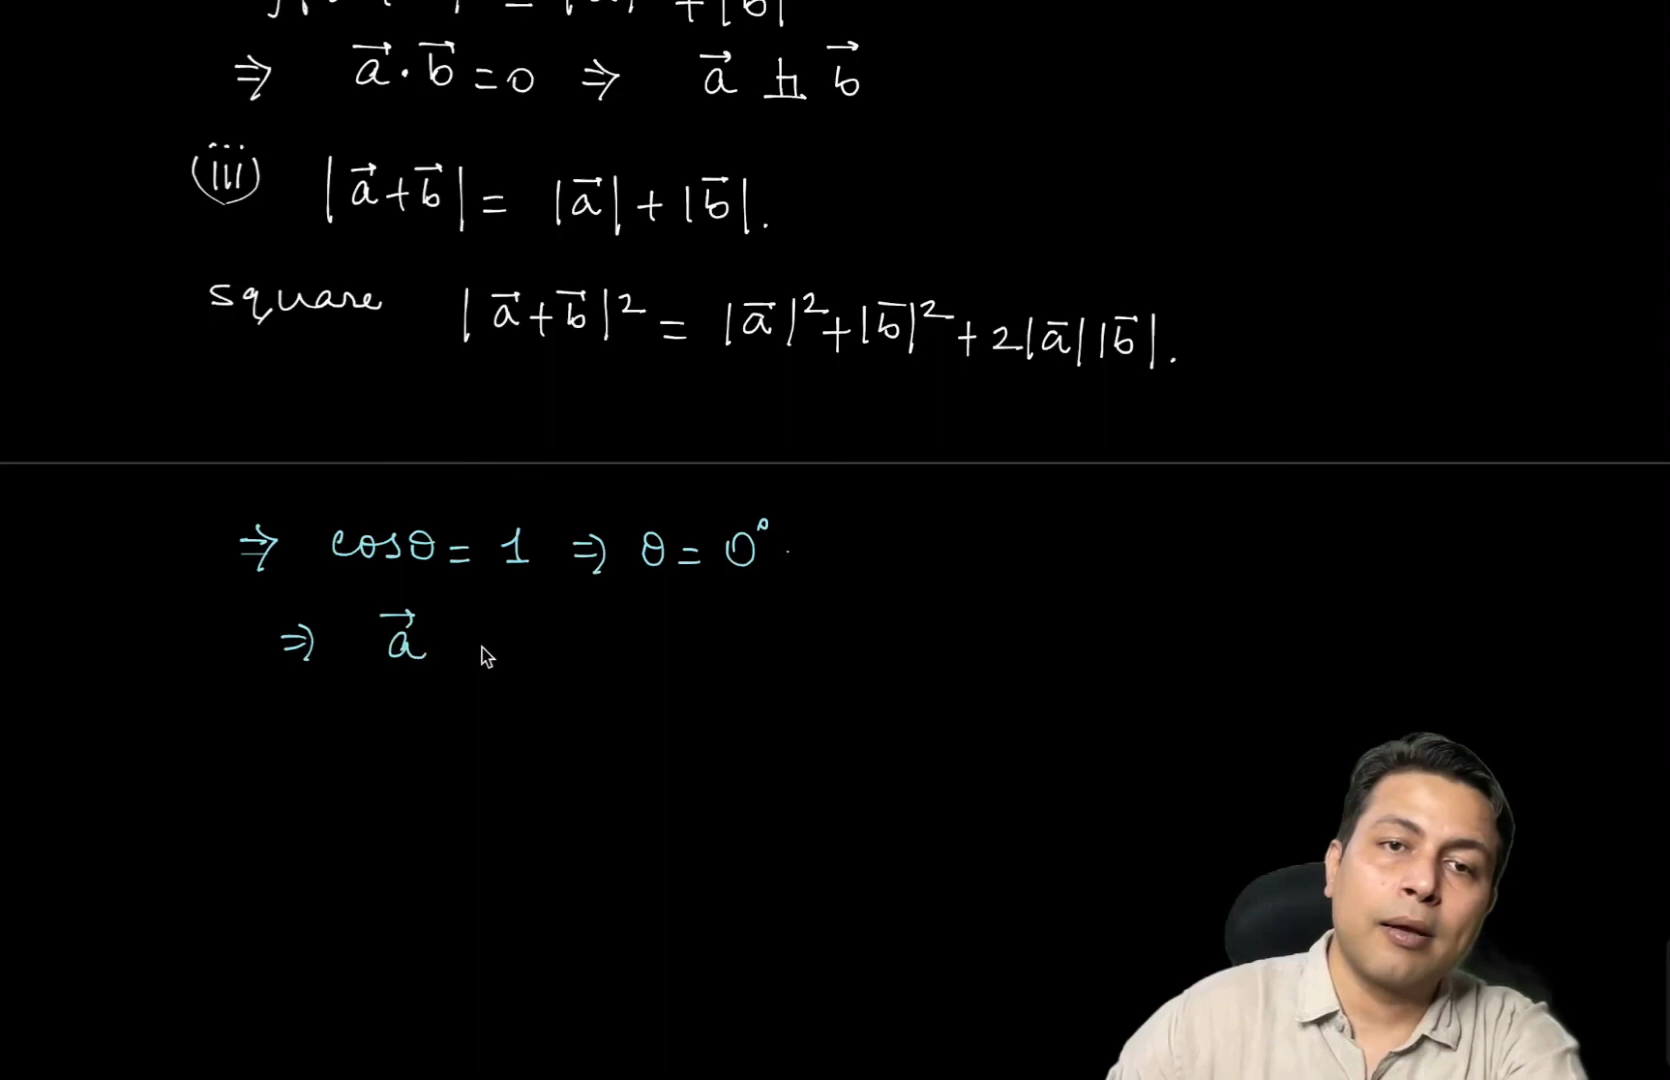 = + |b|
⇒ a⃗ · b⃗ = 0 ⇒ a⃗ ⊥ b⃗
(iii) |a⃗ + b⃗| = |a⃗| + |b⃗|.
square |a⃗ + b⃗|² = |a⃗|² + |b⃗|² + 2|a⃗||b⃗|.
⇒ cosθ = 1 ⇒ θ = 0°.
⇒ a⃗